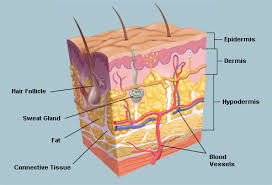 Epidermis
Dermis
Hair Follicle
Hypodermis
Sweat Gland
Fat
Blood
Vessels
Connective Tissue